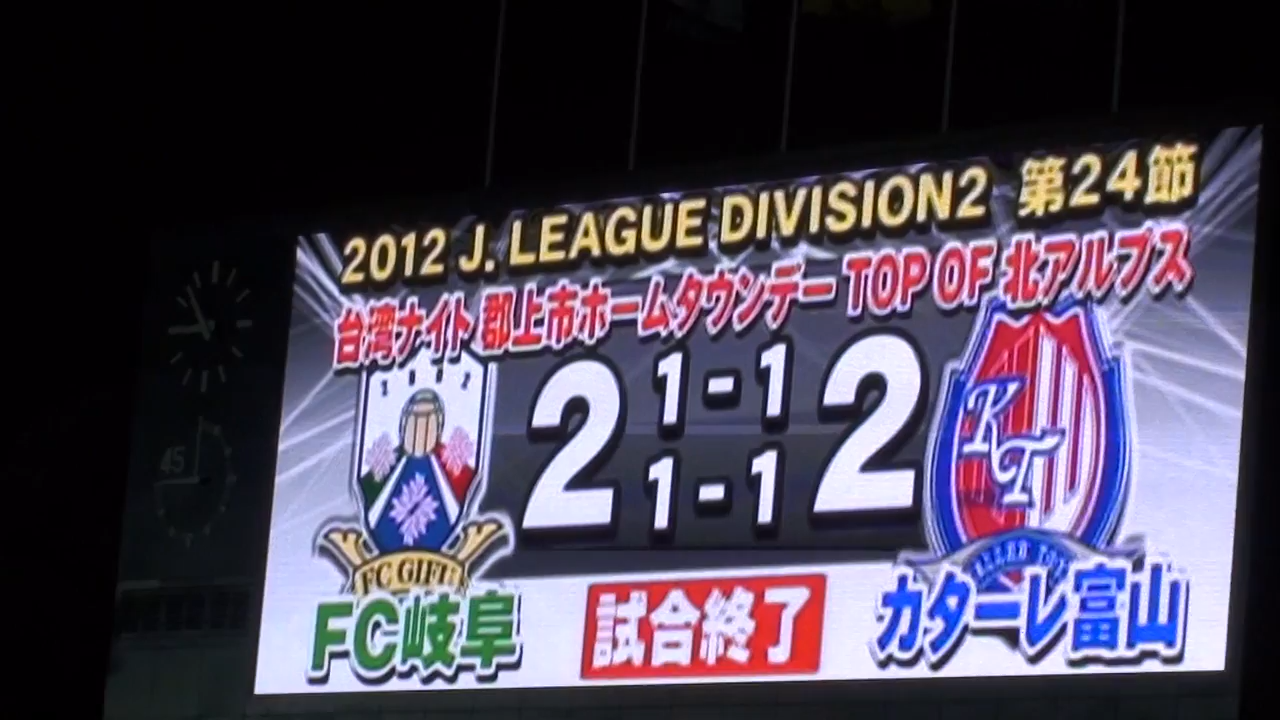 2012 J. LEAGUE DIVISION2 第24節
台湾ナイト 郡上市ホームタウンデー TOP OF 北アルプス
2 1-1 2
1-1
KT
FC GIFU
FC岐阜 試合終了 カターレ富山
45